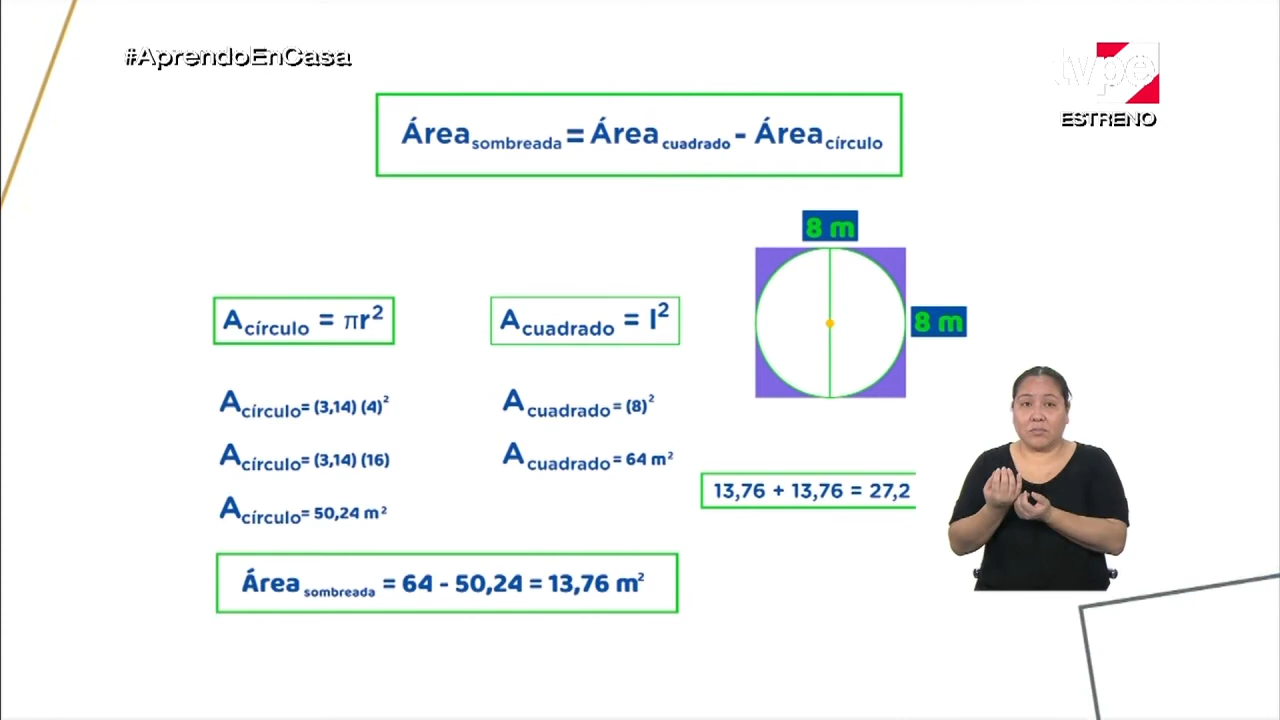 #AprendoEnCasa
tvpe
ESTRENO
Área sombreada = Área cuadrado - Área círculo
8 m
8 m
A círculo = πr²
A cuadrado = l²
A círculo = (3,14) (4)²
A cuadrado = (8)²
A círculo = (3,14) (16)
A cuadrado = 64 m²
13,76 + 13,76 = 27,2
A círculo = 50,24 m²
Área sombreada = 64 - 50,24 = 13,76 m²